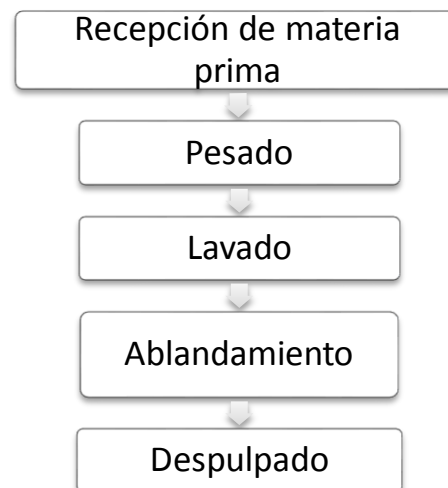 Recepción de materia
prima
Pesado
Lavado
Ablandamiento
Despulpado